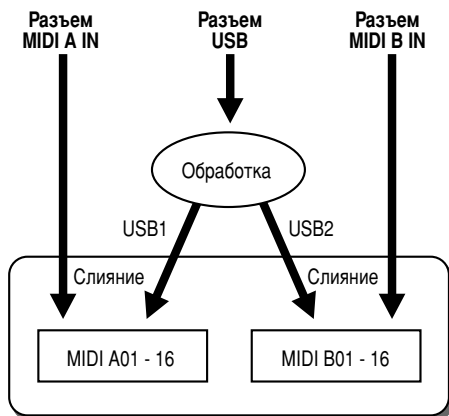 Разъем
MIDI A IN
Разъем
USB
Разъем
MIDI B IN
Обработка
USB1
USB2
Слияние
Слияние
MIDI A01 - 16
MIDI B01 - 16